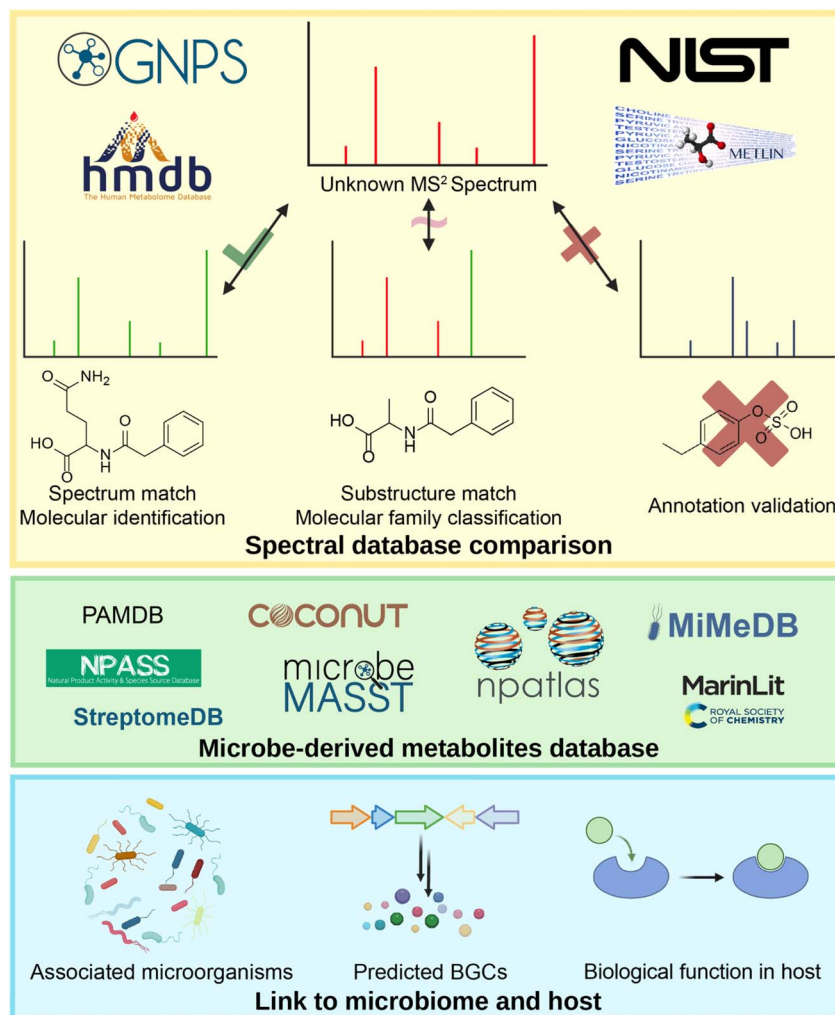 GNPS
NIST
hmdb
The Human Metabolome Database
CHOLINE
METLIN
Unknown MS² Spectrum
O
NH₂
HO
O
N
H
O
HO
O
N
H
O
O
S
O
O
OH
Spectrum match
Molecular identification
Substructure match
Molecular family classification
Annotation validation
Spectral database comparison
PAMDB
COCONUT
npatlas
MiMeDB
NPASS
Natural Product Activity & Species Source Database
microbe
MASST
MarinLit
StreptomeDB
ROYAL SOCIETY
OF CHEMISTRY
Microbe-derived metabolites database
Associated microorganisms
Predicted BGCs
Biological function in host
Link to microbiome and host